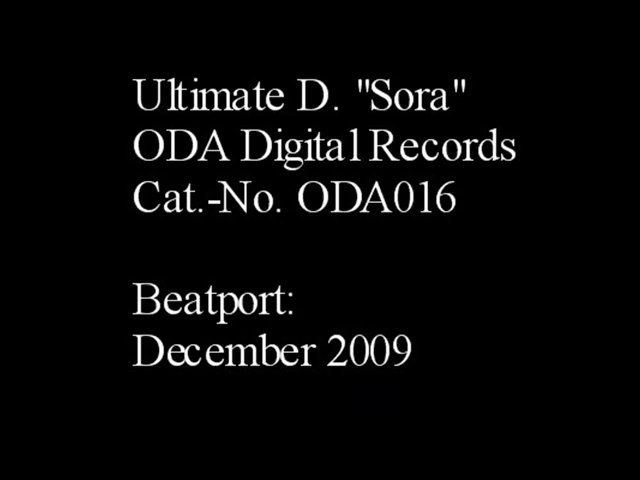 Ultimate D. "Sora"
ODA Digital Records
Cat.-No. ODA016
Beatport:
December 2009